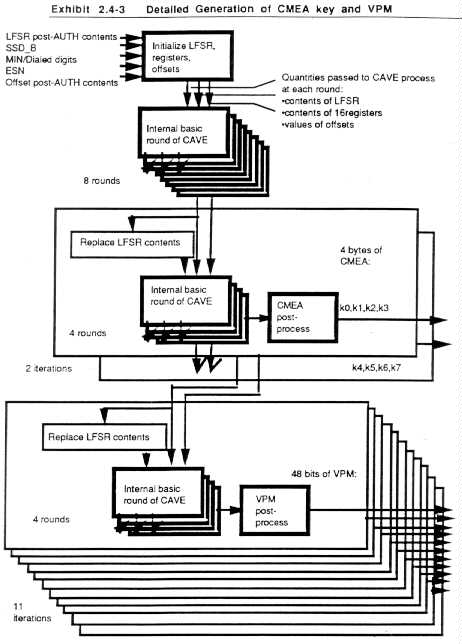 Exhibit 2.4-3 Detailed Generation of CMEA key and VPM
LFSR post-AUTH contents
SSD_B
MIN/Dialed digits
ESN
Offset post-AUTH contents
Initialize LFSR,
registers,
offsets
Quantities passed to CAVE process
at each round:
•contents of LFSR
•contents of 16registers
•values of offsets
Internal basic
round of CAVE
8 rounds
Replace LFSR contents
4 bytes of
CMEA:
Internal basic
round of CAVE
CMEA
post-
process
k0,k1,k2,k3
4 rounds
2 iterations
k4,k5,k6,k7
Replace LFSR contents
48 bits of VPM:
Internal basic
round of CAVE
VPM
post-
process
4 rounds
11
iterations